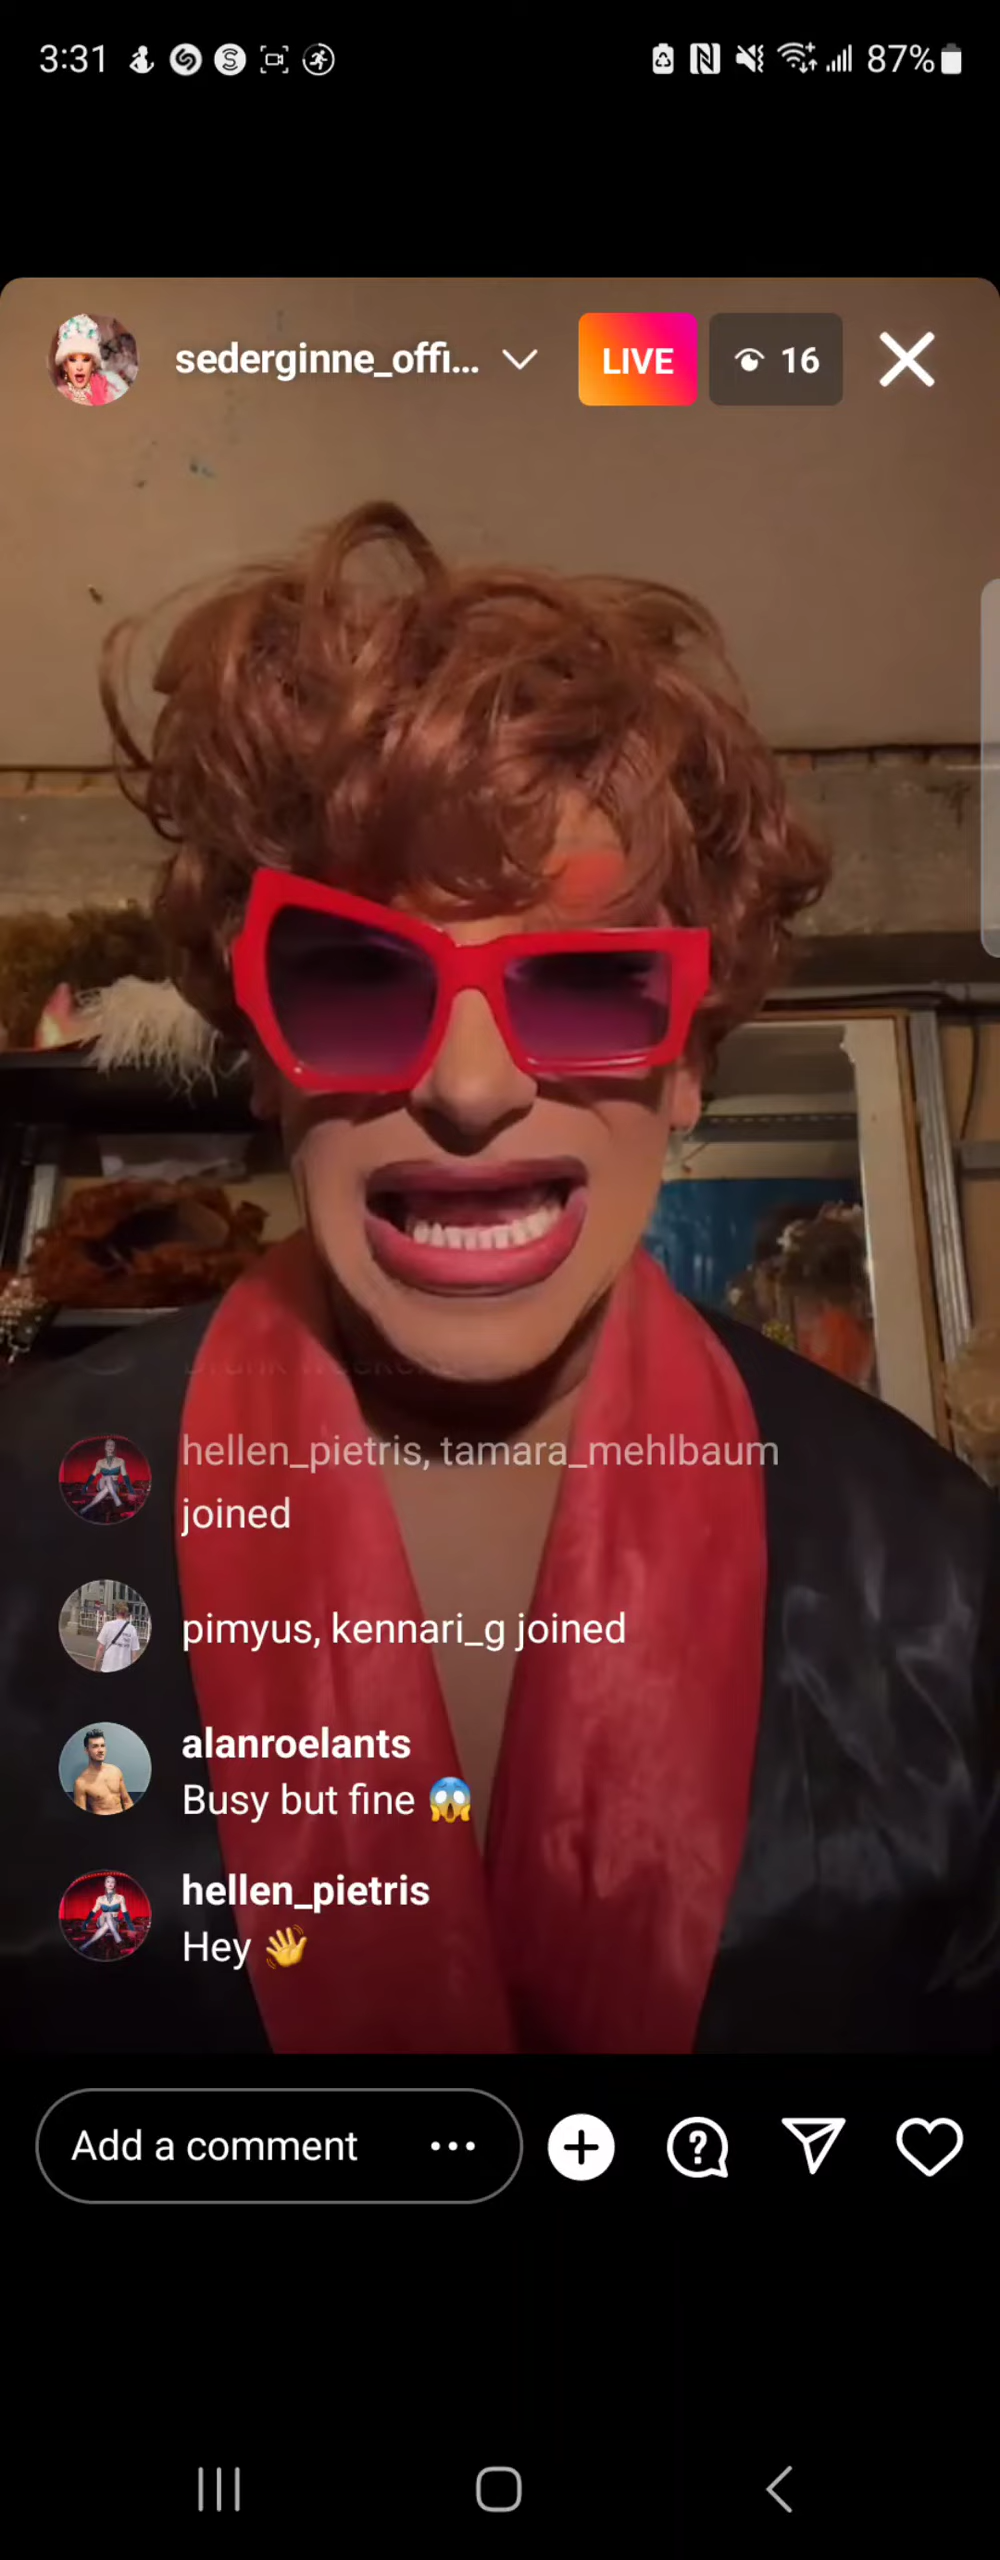 3:31
87%
sederginne_offi...
LIVE
16
hellen_pietris, tamara_mehlbaum
joined
pimyus, kennari_g joined
alanroelants
Busy but fine 😱
hellen_pietris
Hey 👋
Add a comment